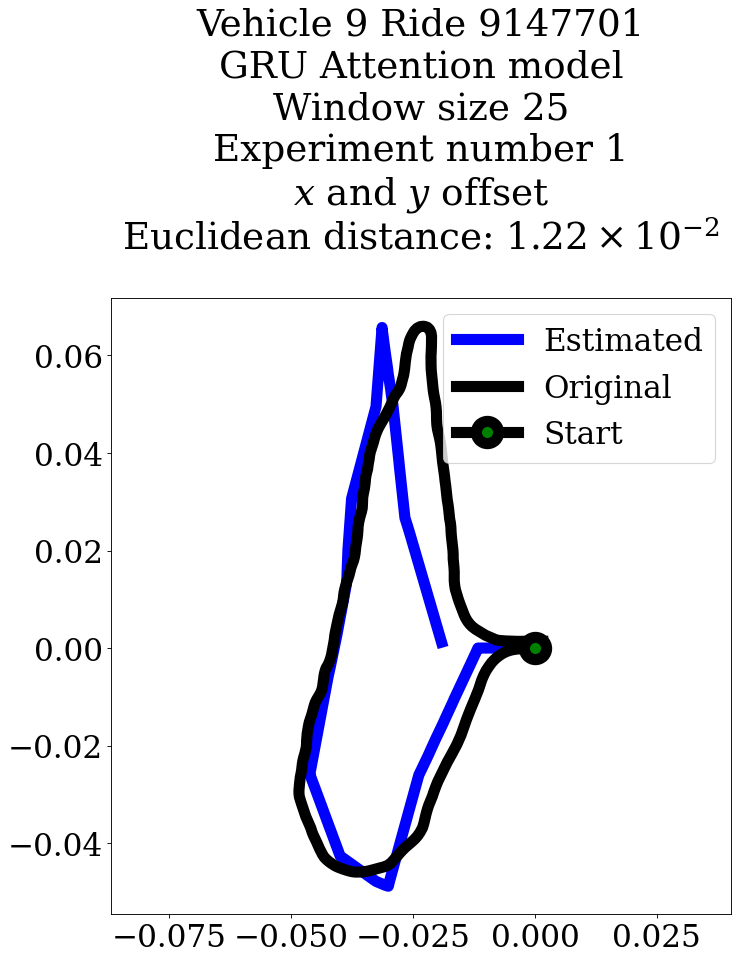 Vehicle 9 Ride 9147701
GRU Attention model
Window size 25
Experiment number 1
x and y offset
Euclidean distance: 1.22 × 10⁻²
Estimated
Original
Start
0.06
0.04
0.02
0.00
−0.02
−0.04
−0.075 −0.050 −0.025 0.000 0.025